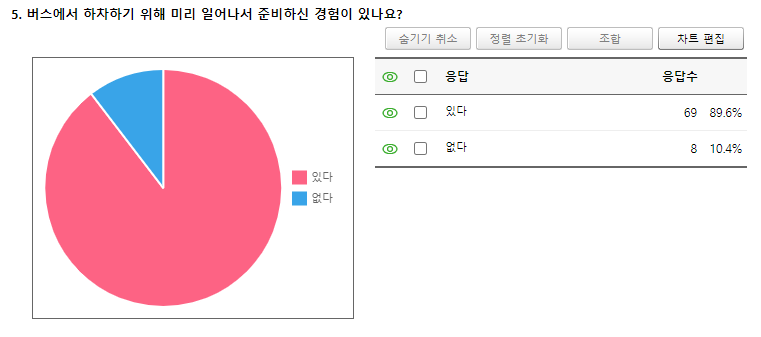 5. 버스에서 하차하기 위해 미리 일어나서 준비하신 경험이 있나요?
숨기기 취소 정렬 초기화 조합 차트 편집
응답 응답수
있다 69 89.6%
없다 8 10.4%
있다
없다